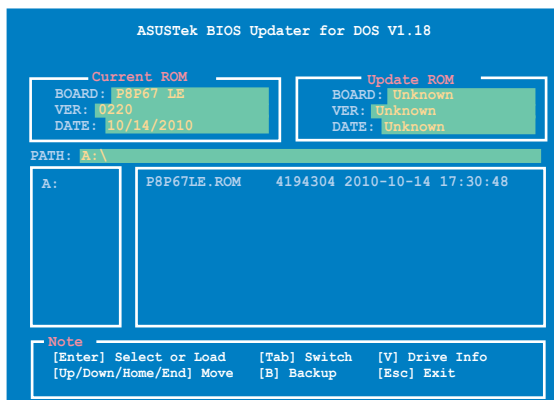 ASUSTek BIOS Updater for DOS V1.18
Current ROM
BOARD: P8P67 LE
VER: 0220
DATE: 10/14/2010
Update ROM
BOARD: Unknown
VER: Unknown
DATE: Unknown
PATH: A:\
A:
P8P67LE.ROM 4194304 2010-10-14 17:30:48
Note
[Enter] Select or Load [Tab] Switch [V] Drive Info
[Up/Down/Home/End] Move [B] Backup [Esc] Exit